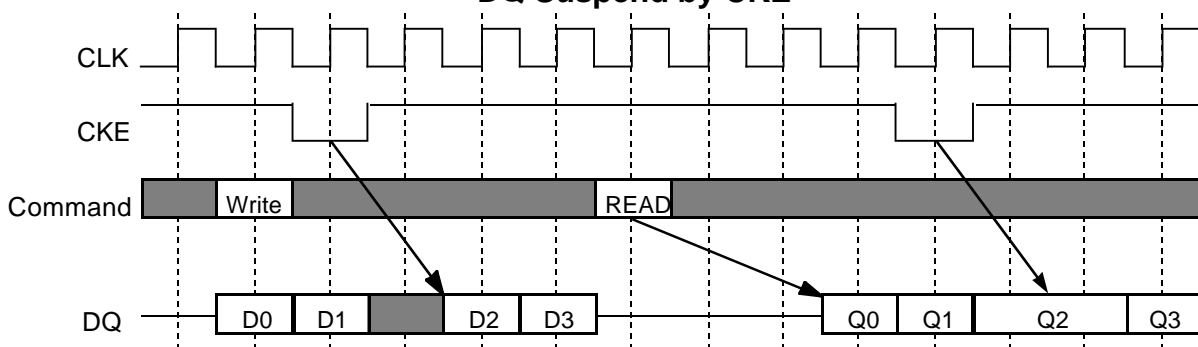 DQ Suspend by CKE
CLK
CKE
Command Write READ
DQ D0 D1 D2 D3 Q0 Q1 Q2 Q3